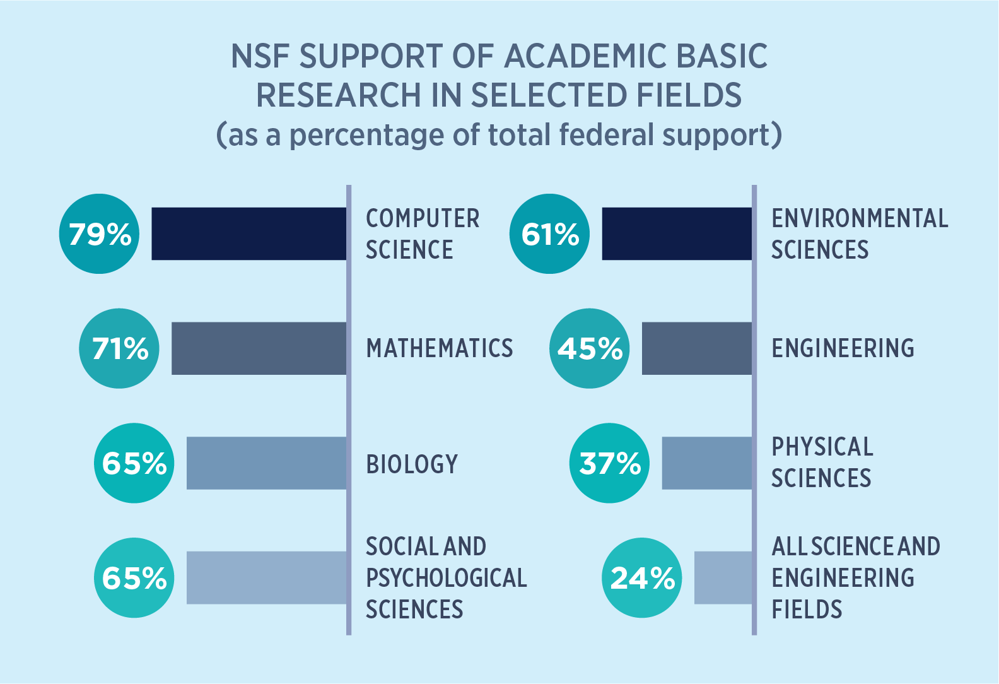 NSF SUPPORT OF ACADEMIC BASIC
RESEARCH IN SELECTED FIELDS
(as a percentage of total federal support)
79%
COMPUTER
SCIENCE
71%
MATHEMATICS
65%
BIOLOGY
65%
SOCIAL AND
PSYCHOLOGICAL
SCIENCES
61%
ENVIRONMENTAL
SCIENCES
45%
ENGINEERING
37%
PHYSICAL
SCIENCES
24%
ALL SCIENCE AND
ENGINEERING
FIELDS